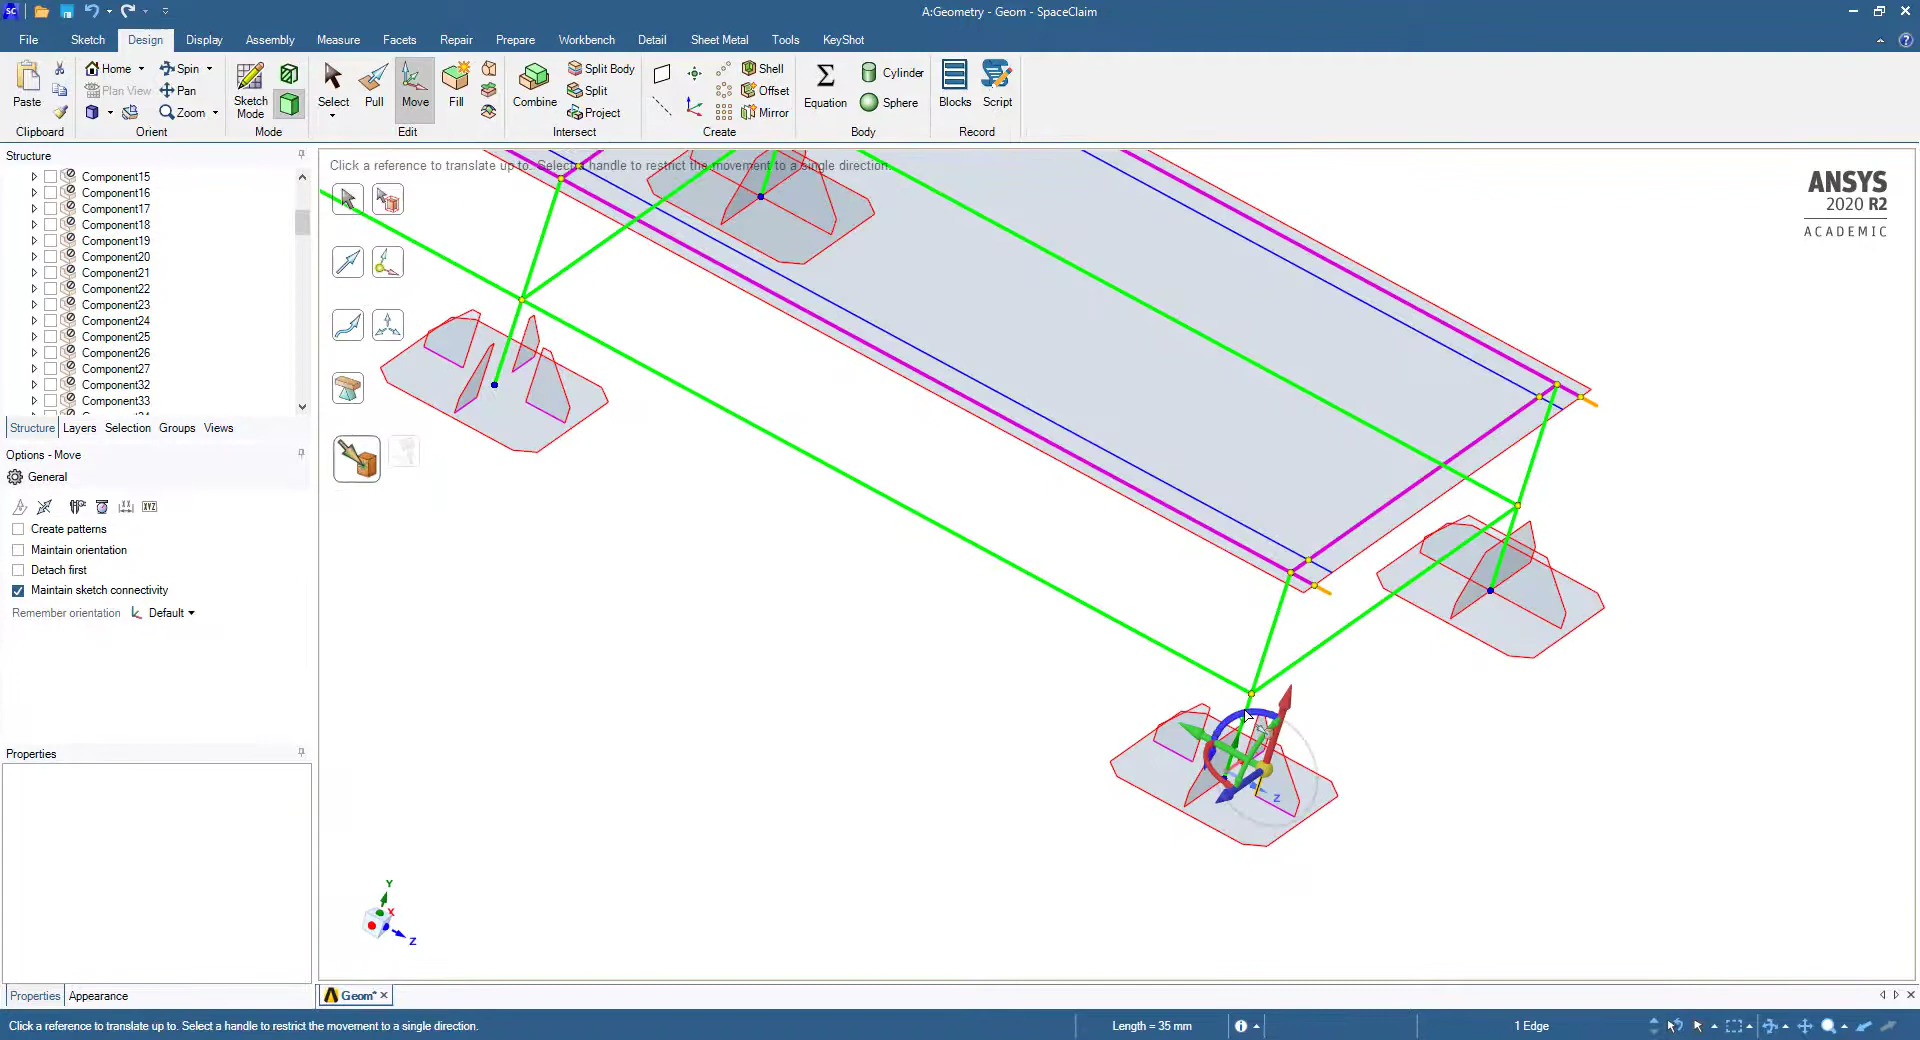 SC
A:Geometry - Geom - SpaceClaim
File Sketch Design Display Assembly Measure Facets Repair Prepare Workbench Detail Sheet Metal Tools KeyShot
Paste
Clipboard
Home
Plan View
Spin
Pan
Zoom
Orient
Sketch
Mode
Mode
Select
Pull
Move
Fill
Edit
Combine
Split Body
Split
Project
Intersect
Shell
Offset
Mirror
Create
Equation
Cylinder
Sphere
Body
Blocks
Script
Record
Structure
Component15
Component16
Component17
Component18
Component19
Component20
Component21
Component22
Component23
Component24
Component25
Component26
Component27
Component32
Component33
Structure Layers Selection Groups Views
Options - Move
General
XYZ
Create patterns
Maintain orientation
Detach first
Maintain sketch connectivity
Remember orientation Default
Properties
Properties Appearance
Click a reference to translate up to. Select a handle to restrict the movement to a single direction.
ANSYS
2020 R2
ACADEMIC
Z
Y
X
Z
Geom*
Click a reference to translate up to. Select a handle to restrict the movement to a single direction.
Length = 35 mm
1 Edge